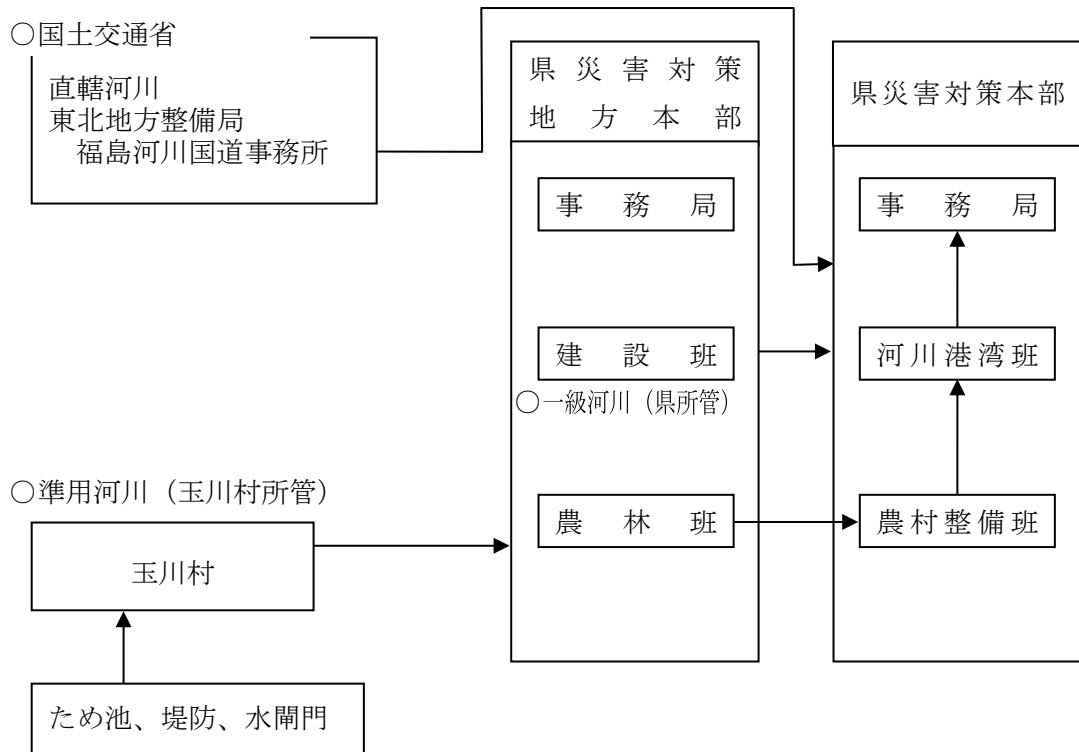 ○国土交通省
直轄河川
東北地方整備局
福島河川国道事務所
県災害対策
地方本部
事務局
建設班
○一級河川（県所管）
農林班
県災害対策本部
事務局
河川港湾班
農村整備班
○準用河川（玉川村所管）
玉川村
ため池、堤防、水閘門